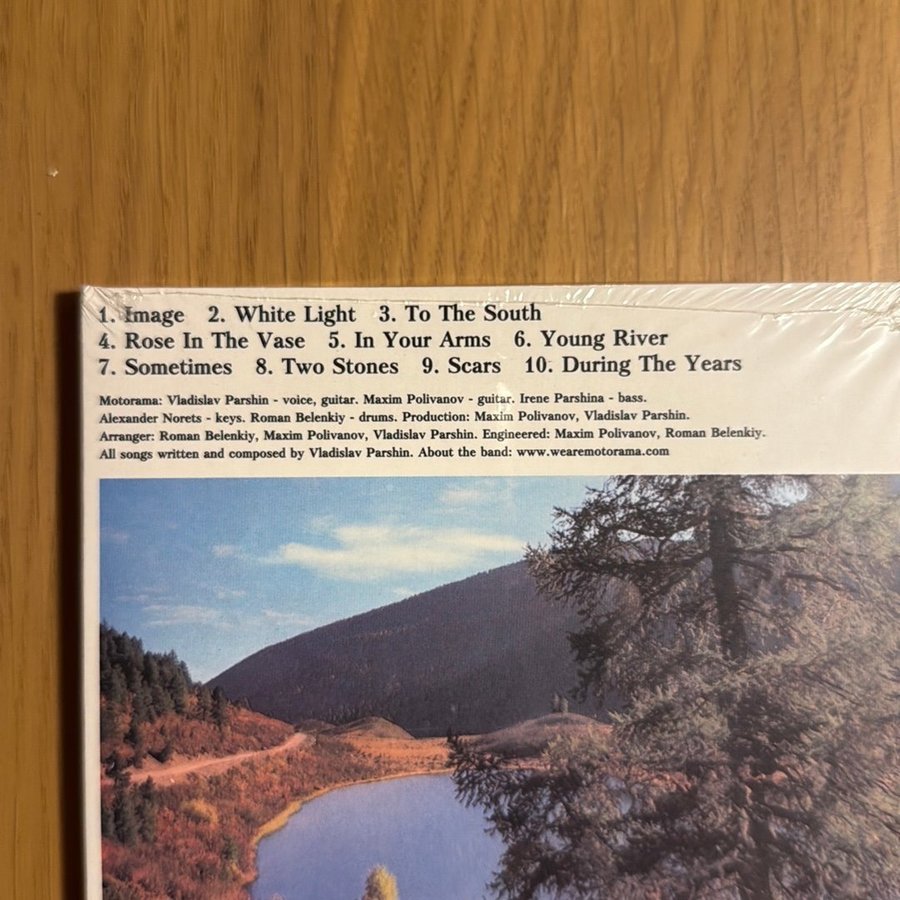 1. Image 2. White Light 3. To The South
4. Rose In The Vase 5. In Your Arms 6. Young River
7. Sometimes 8. Two Stones 9. Scars 10. During The Years
Motorama: Vladislav Parshin - voice, guitar. Maxim Polivanov - guitar. Irene Parshina - bass.
Alexander Norets - keys. Roman Belenkiy - drums. Production: Maxim Polivanov, Vladislav Parshin.
Arranger: Roman Belenkiy, Maxim Polivanov, Vladislav Parshin. Engineered: Maxim Polivanov, Roman Belenkiy.
All songs written and composed by Vladislav Parshin. About the band: www.wearemotorama.com